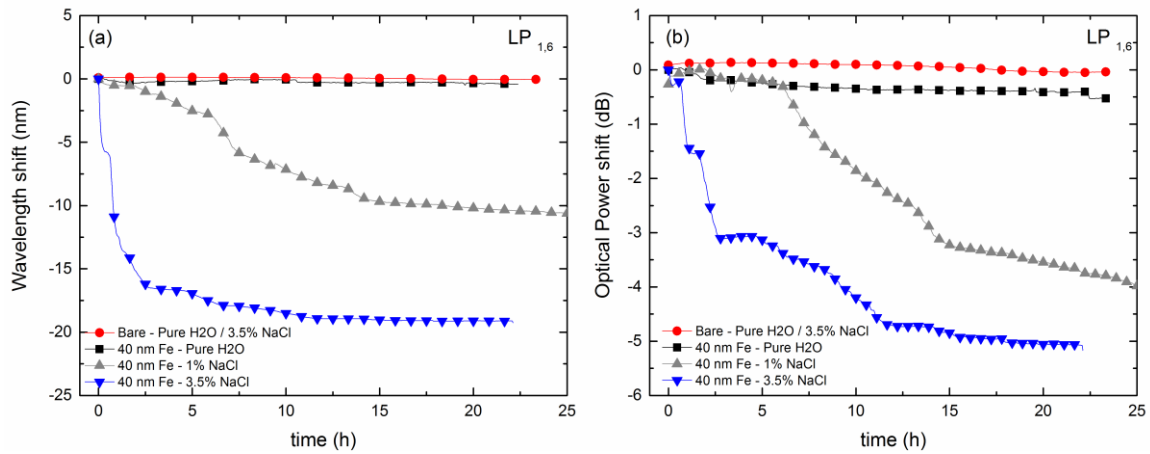 (a)
LP 1,6
5
0
-5
-10
-15
-20
-25
Wavelength shift (nm)
Bare - Pure H2O / 3.5% NaCl
40 nm Fe - Pure H2O
40 nm Fe - 1% NaCl
40 nm Fe - 3.5% NaCl
0 5 10 15 20 25
time (h)
(b)
LP 1,6
1
0
-1
-2
-3
-4
-5
-6
Optical Power shift (dB)
Bare - Pure H2O / 3.5% NaCl
40 nm Fe - Pure H2O
40 nm Fe - 1% NaCl
40 nm Fe - 3.5% NaCl
0 5 10 15 20 25
time (h)